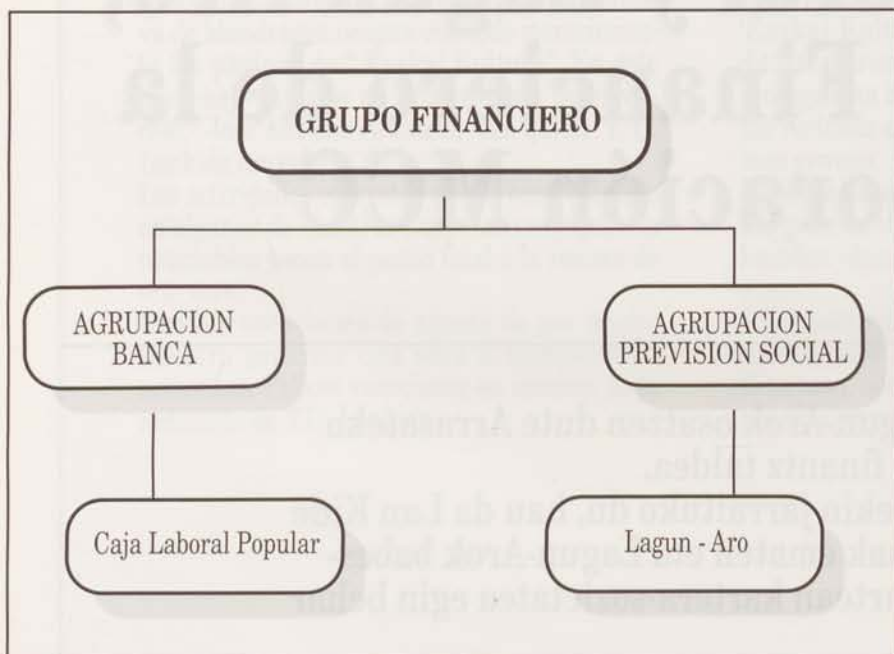 GRUPO FINANCIERO
AGRUPACION
BANCA
AGRUPACION
PREVISION SOCIAL
Caja Laboral Popular
Lagun - Aro